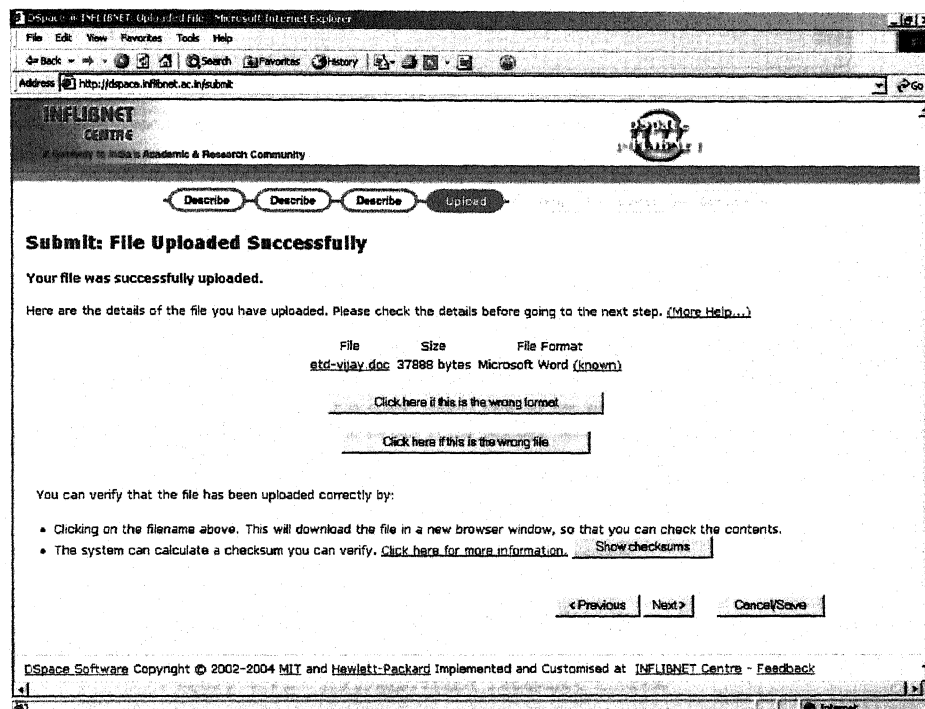 DSpace at INFLIBNET: Uploaded File - Microsoft Internet Explorer
File Edit View Favorites Tools Help
Back Search Favorites History
Address http://dspace.inflibnet.ac.in/submit Go
INFLIBNET
CENTRE
A Gateway to India's Academic & Research Community
Describe Describe Describe Upload
Submit: File Uploaded Successfully
Your file was successfully uploaded.
Here are the details of the file you have uploaded. Please check the details before going to the next step. (More Help...)
File Size File Format
etd-vijay.doc 37888 bytes Microsoft Word (known)
Click here if this is the wrong format
Click here if this is the wrong file
You can verify that the file has been uploaded correctly by:
• Clicking on the filename above. This will download the file in a new browser window, so that you can check the contents.
• The system can calculate a checksum you can verify. Click here for more information. Show checksums
< Previous Next > Cancel/Save
DSpace Software Copyright © 2002-2004 MIT and Hewlett-Packard Implemented and Customised at INFLIBNET Centre - Feedback
Internet